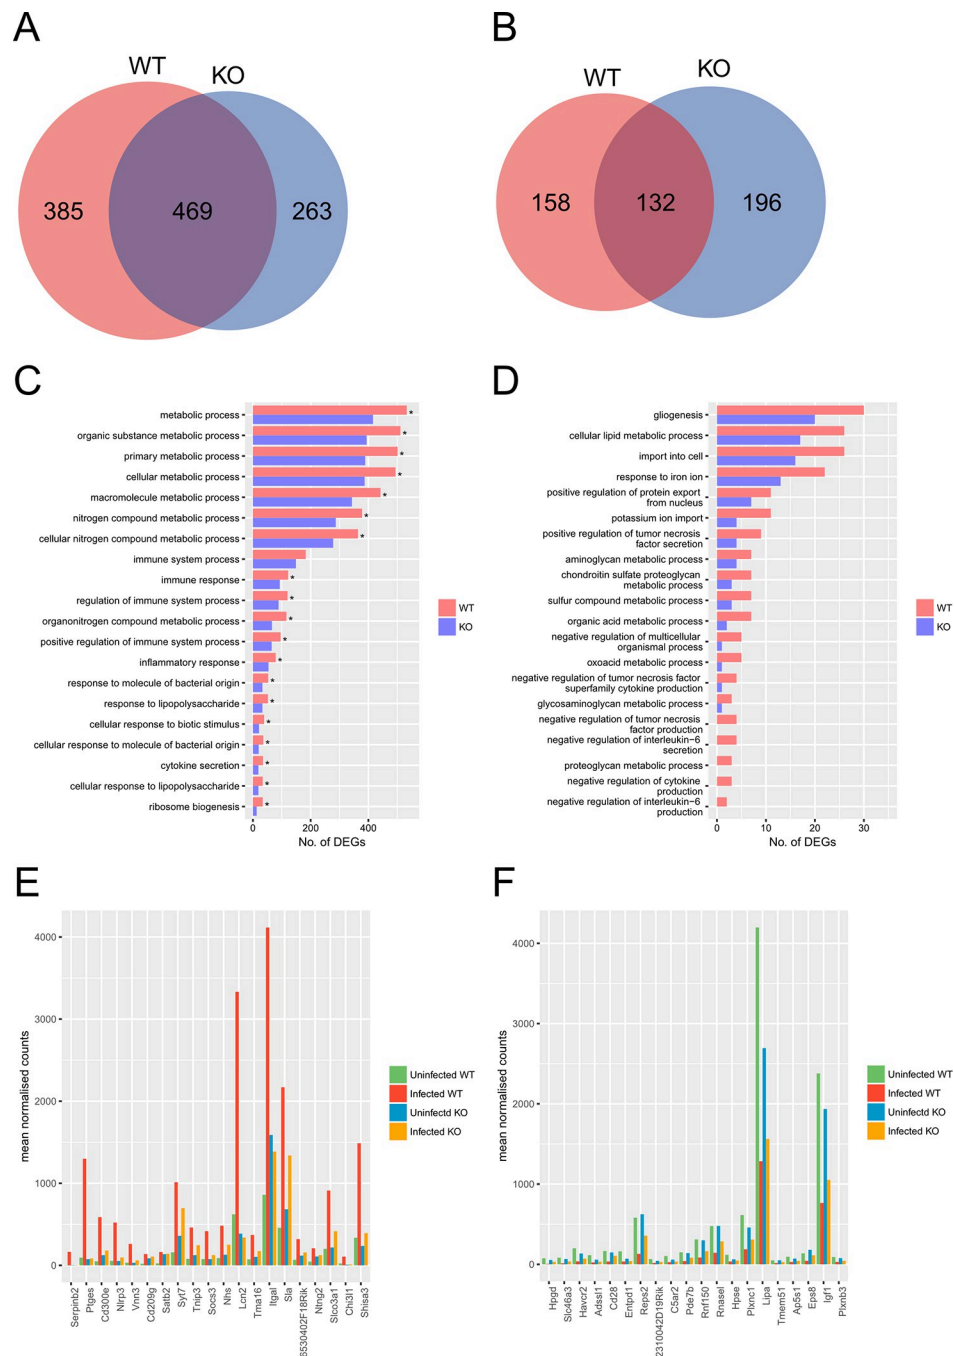 A
B
WT
KO
WT
KO
385
469
263
158
132
196
C
metabolic process
*
organic substance metabolic process
*
primary metabolic process
*
cellular metabolic process
*
macromolecule metabolic process
*
nitrogen compound metabolic process
*
cellular nitrogen compound metabolic process
*
immune system process
immune response
*
regulation of immune system process
*
organonitrogen compound metabolic process
*
positive regulation of immune system process
*
inflammatory response
*
response to molecule of bacterial origin
*
response to lipopolysaccharide
*
cellular response to biotic stimulus
*
cellular response to molecule of bacterial origin
*
cytokine secretion
*
cellular response to lipopolysaccharide
*
ribosome biogenesis
*
0
200
400
No. of DEGs
WT
KO
D
gliogenesis
cellular lipid metabolic process
import into cell
response to iron ion
positive regulation of protein export
from nucleus
potassium ion import
positive regulation of tumor necrosis
factor secretion
aminoglycan metabolic process
chondroitin sulfate proteoglycan
metabolic process
sulfur compound metabolic process
organic acid metabolic process
negative regulation of multicellular
organismal process
oxoacid metabolic process
negative regulation of tumor necrosis factor
superfamily cytokine production
glycosaminoglycan metabolic process
negative regulation of tumor necrosis
factor production
negative regulation of interleukin−6
secretion
proteoglycan metabolic process
negative regulation of cytokine
production
negative regulation of interleukin−6
production
0
10
20
30
No. of DEGs
WT
KO
E
mean normalised counts
4000
3000
2000
1000
0
Serpinb2
Ptges
Cd300e
Nlrp3
Vnn3
Cd209g
Satb2
Syt7
Tnip3
Socs3
Nhs
Lcn2
Tma16
Itgal
Sla
6530402F18Rik
Ntng2
Slco3a1
Chi3l1
Shisa3
Uninfected WT
Infected WT
Uninfectd KO
Infected KO
F
mean normalised counts
4000
3000
2000
1000
0
Hpgd
Slc46a3
Havcr2
Adssl1
Cd28
Entpd1
Reps2
2310042D19Rik
C5ar2
Pde7b
Rnf150
Rnasel
Hpse
Plxnc1
Lipa
Tmem51
Ap5s1
Eps8
Igf1
Plxnb3
Uninfected WT
Infected WT
Uninfectd KO
Infected KO